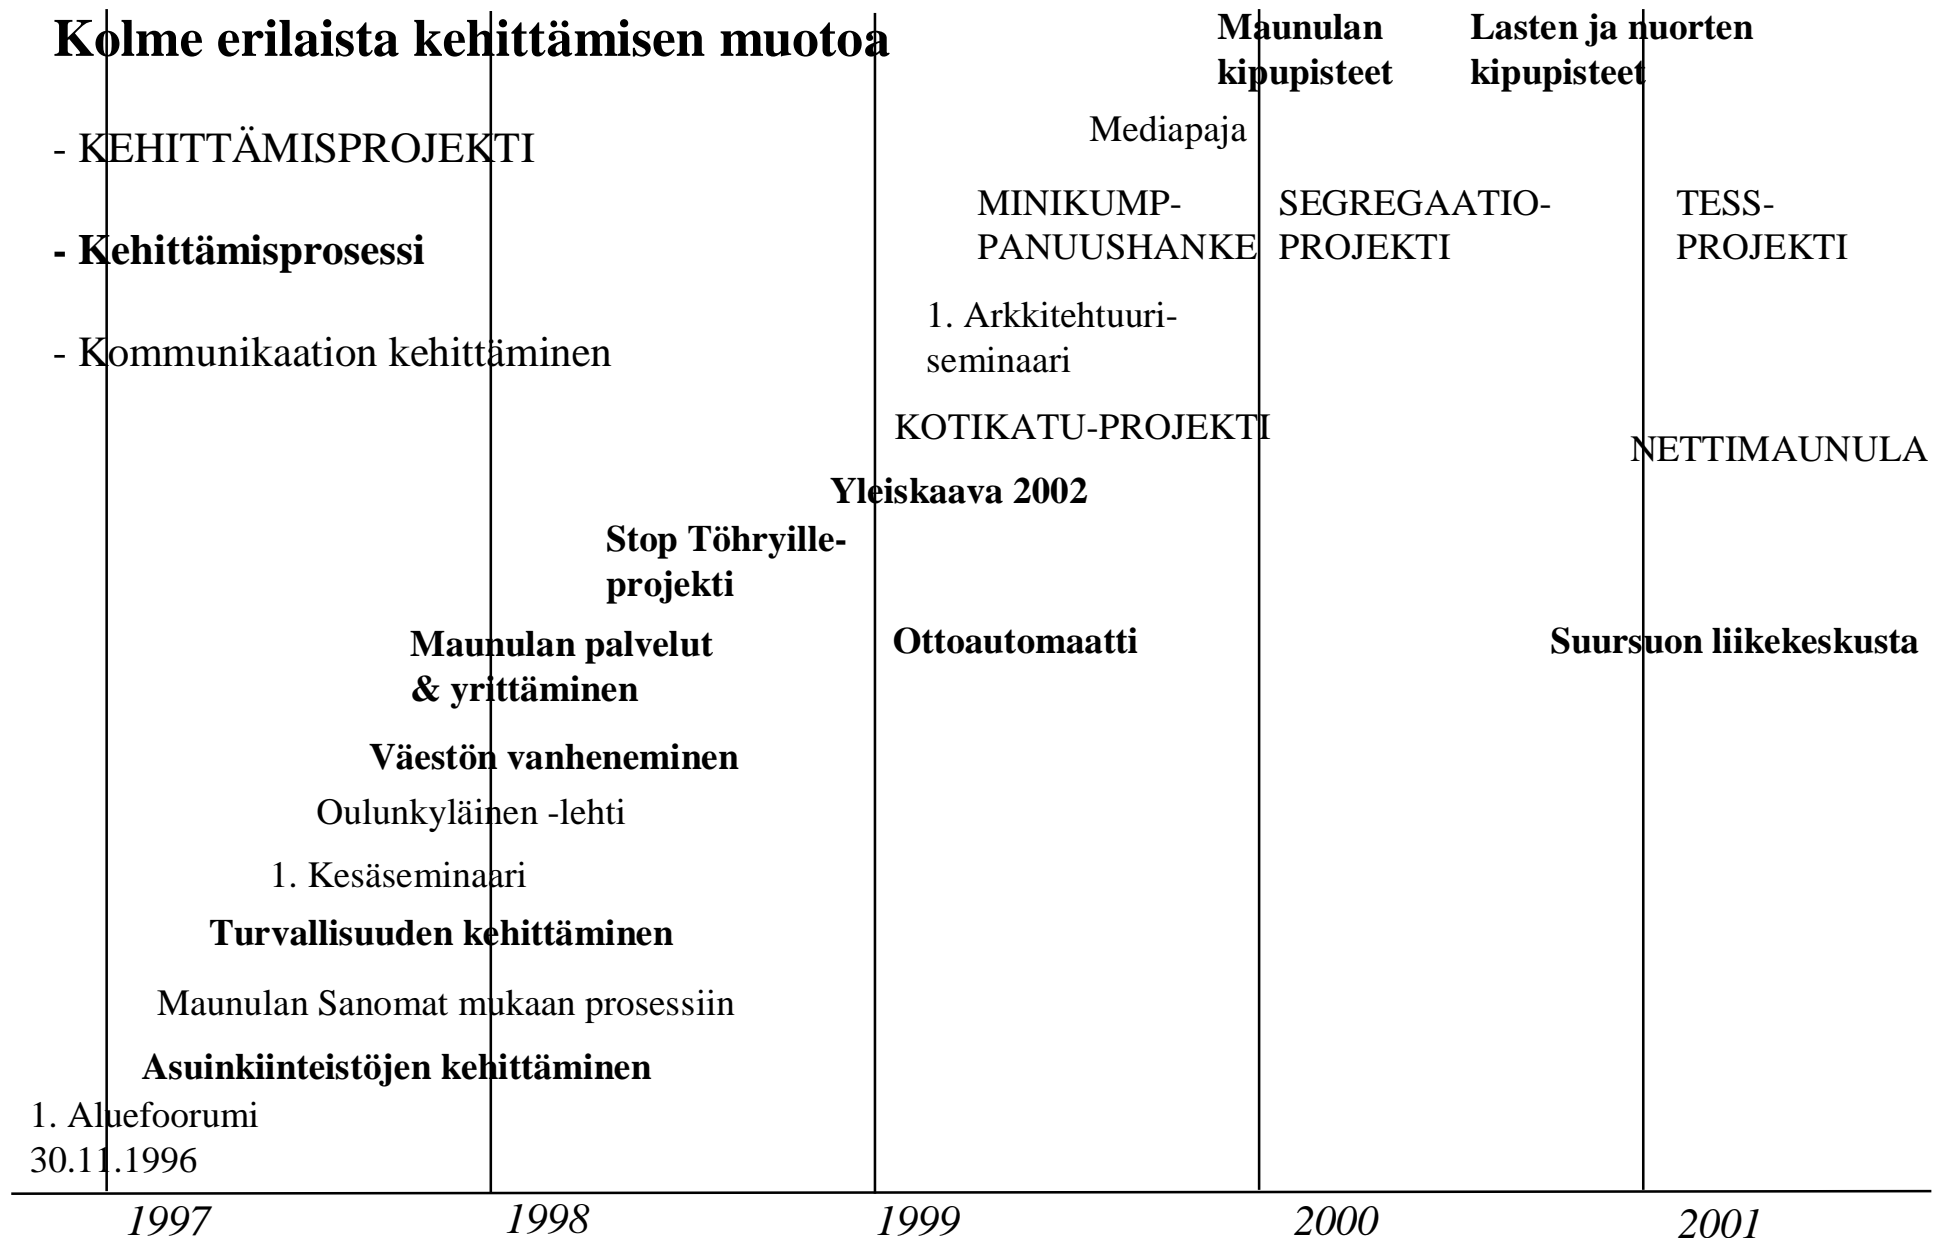 Kolme erilaista kehittämisen muotoa
Maunulan
kipupisteet
Lasten ja nuorten
kipupisteet
- KEHITTÄMISPROJEKTI
Mediapaja
- Kehittämisprosessi
MINIKUMP-
PANUUSHANKE
SEGREGAATIO-
PROJEKTI
TESS-
PROJEKTI
- Kommunikaation kehittäminen
1. Arkkitehtuuri-
seminaari
KOTIKATU-PROJEKTI
NETTIMAUNULA
Yleiskaava 2002
Stop Töhryille-
projekti
Maunulan palvelut
& yrittäminen
Ottoautomaatti
Suursuon liikekeskusta
Väestön vanheneminen
Oulunkyläinen -lehti
1. Kesäseminaari
Turvallisuuden kehittäminen
Maunulan Sanomat mukaan prosessiin
Asuinkiinteistöjen kehittäminen
1. Aluefoorumi
30.11.1996
1997
1998
1999
2000
2001